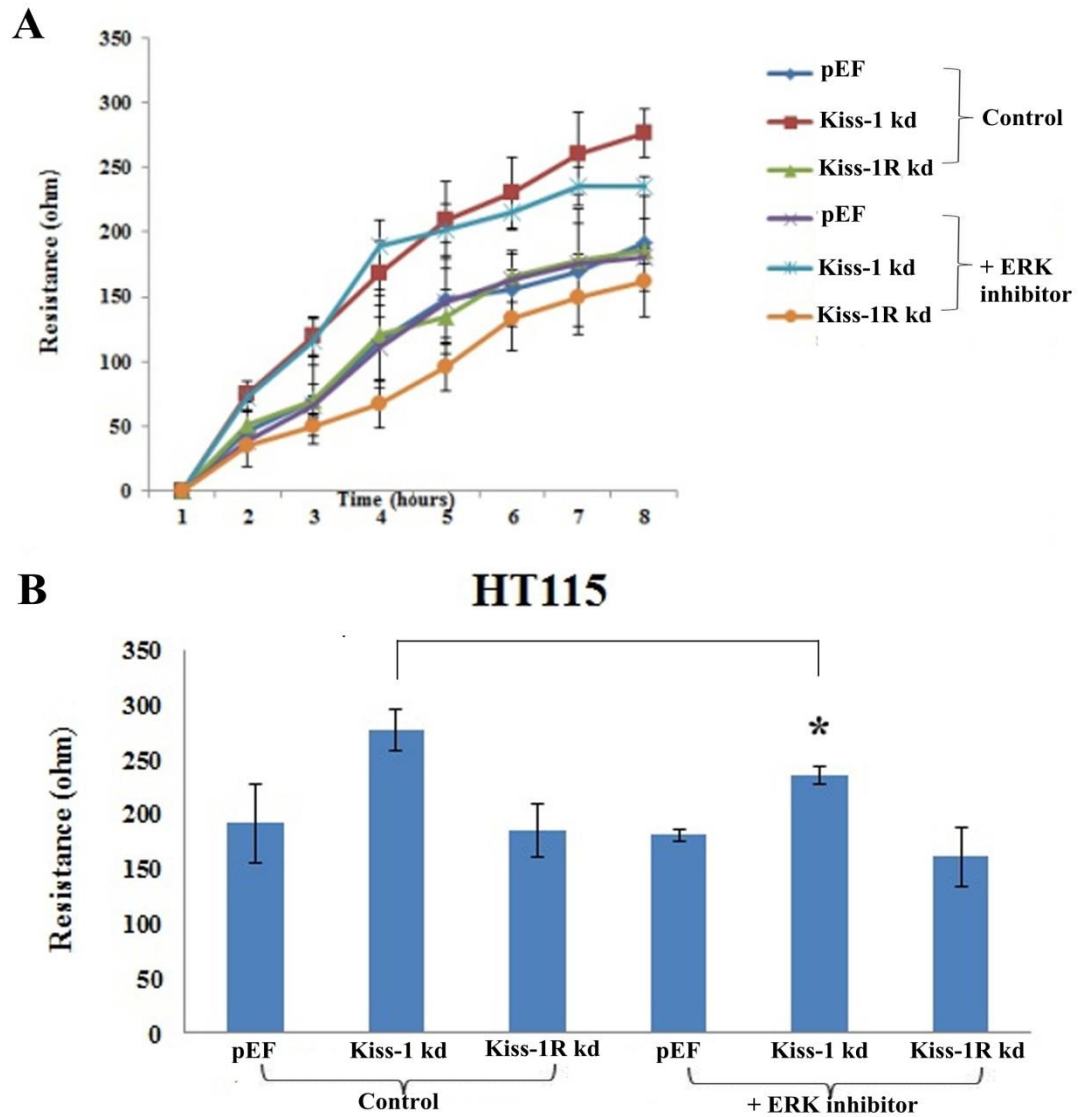 A
350
300
250
200
150
100
50
0
Resistance (ohm)
Time (hours)
1 2 3 4 5 6 7 8
pEF
Kiss-1 kd
Kiss-1R kd
Control
pEF
Kiss-1 kd
Kiss-1R kd
+ ERK
inhibitor
B
HT115
350
300
250
200
150
100
50
0
Resistance (ohm)
*
pEF Kiss-1 kd Kiss-1R kd pEF Kiss-1 kd Kiss-1R kd
Control + ERK inhibitor